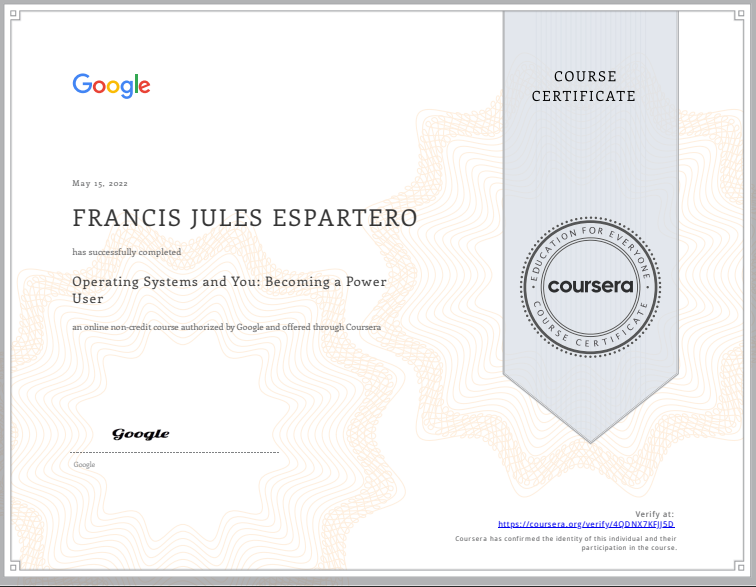 Google
COURSE
CERTIFICATE
May 15, 2022
FRANCIS JULES ESPARTERO
has successfully completed
Operating Systems and You: Becoming a Power
User
an online non-credit course authorized by Google and offered through Coursera
EDUCATION FOR EVERYONE
coursera
COURSE CERTIFICATE
Google
Google
Verify at:
https://coursera.org/verify/4QDNX7KFJJ5D
Coursera has confirmed the identity of this individual and their
participation in the course.